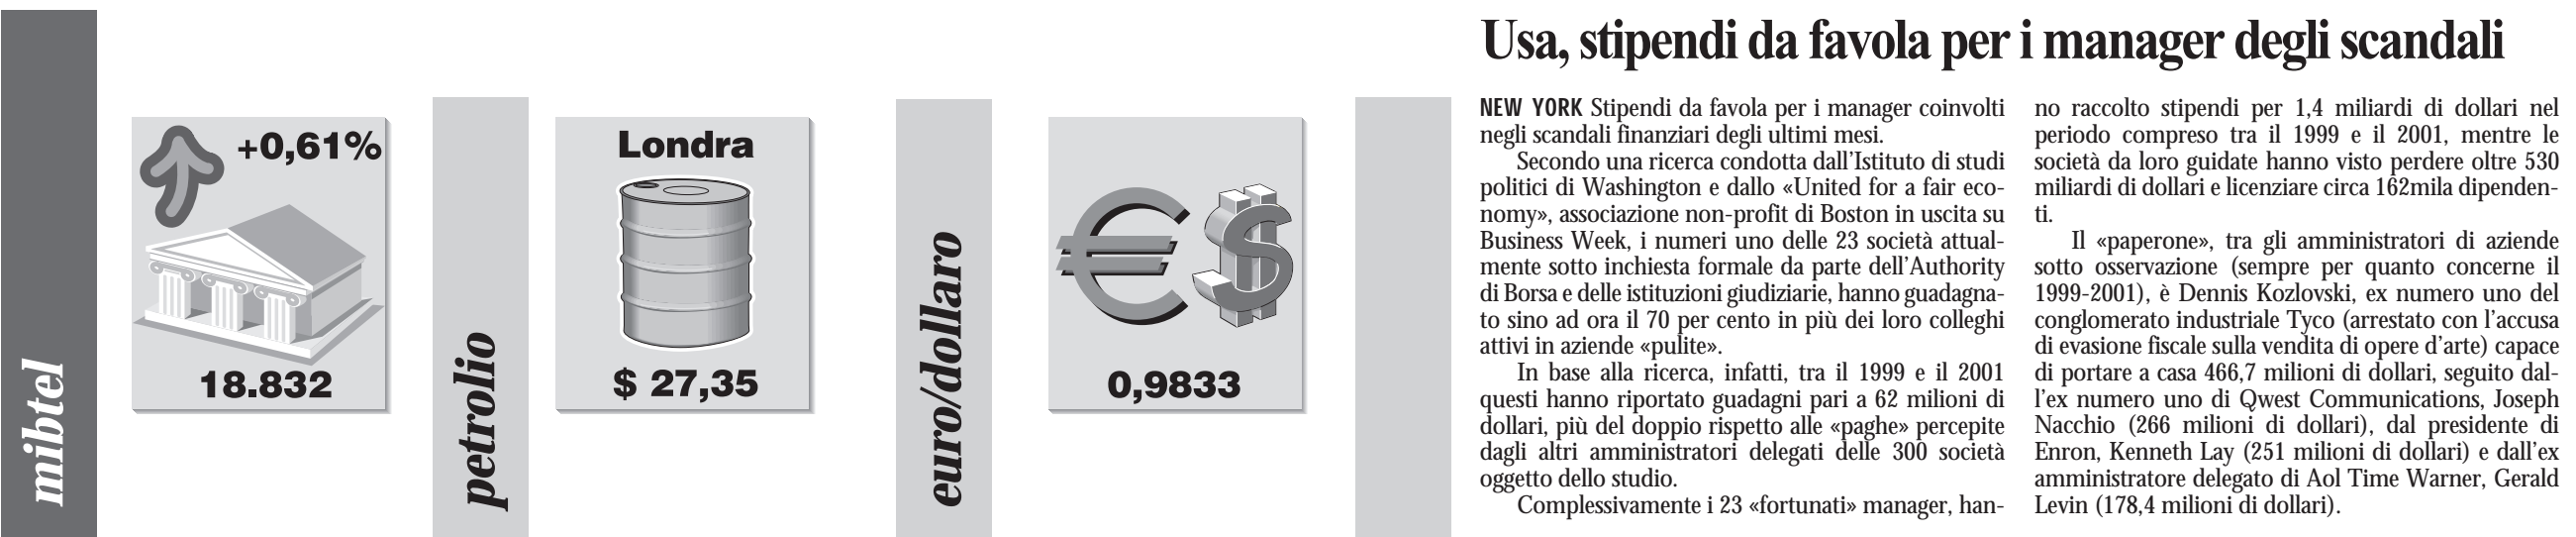 mibtel
+0,61%
18.832
petrolio
Londra
$ 27,35
euro/dollaro
0,9833
Usa, stipendi da favola per i manager degli scandali
NEW YORK Stipendi da favola per i manager coinvolti
negli scandali finanziari degli ultimi mesi.
Secondo una ricerca condotta dall'Istituto di studi
politici di Washington e dallo «United for a fair eco-
nomy», associazione non-profit di Boston in uscita su
Business Week, i numeri uno delle 23 società attual-
mente sotto inchiesta formale da parte dell'Authority
di Borsa e delle istituzioni giudiziarie, hanno guadagna-
to sino ad ora il 70 per cento in più dei loro colleghi
attivi in aziende «pulite».
In base alla ricerca, infatti, tra il 1999 e il 2001
questi hanno riportato guadagni pari a 62 milioni di
dollari, più del doppio rispetto alle «paghe» percepite
dagli altri amministratori delegati delle 300 società
oggetto dello studio.
Complessivamente i 23 «fortunati» manager, han-
no raccolto stipendi per 1,4 miliardi di dollari nel
periodo compreso tra il 1999 e il 2001, mentre le
società da loro guidate hanno visto perdere oltre 530
miliardi di dollari e licenziare circa 162mila dipenden-
ti.
Il «paperone», tra gli amministratori di aziende
sotto osservazione (sempre per quanto concerne il
1999-2001), è Dennis Kozlovski, ex numero uno del
conglomerato industriale Tyco (arrestato con l'accusa
di evasione fiscale sulla vendita di opere d'arte) capace
di portare a casa 466,7 milioni di dollari, seguito dal-
l'ex numero uno di Qwest Communications, Joseph
Nacchio (266 milioni di dollari), dal presidente di
Enron, Kenneth Lay (251 milioni di dollari) e dall'ex
amministratore delegato di Aol Time Warner, Gerald
Levin (178,4 milioni di dollari).